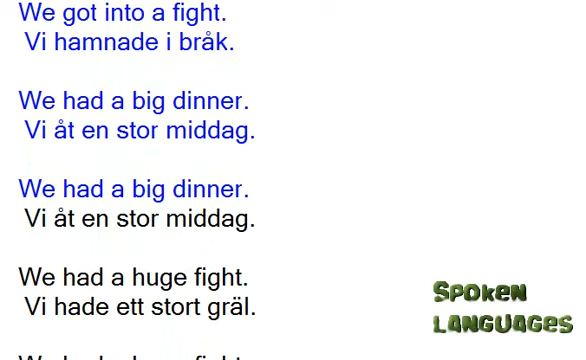 We got into a fight.
Vi hamnade i bråk.
We had a big dinner.
Vi åt en stor middag.
We had a big dinner.
Vi åt en stor middag.
We had a huge fight.
Vi hade ett stort gräl.
Spoken
Languages